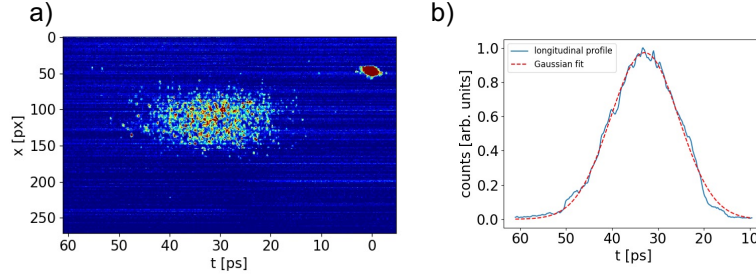 a)
0
50
100
150
200
250
x [px]
60 50 40 30 20 10 0
t [ps]
b)
1.0
0.8
0.6
0.4
0.2
0.0
counts [arb. units]
longitudinal profile
Gaussian fit
60 50 40 30 20 10
t [ps]